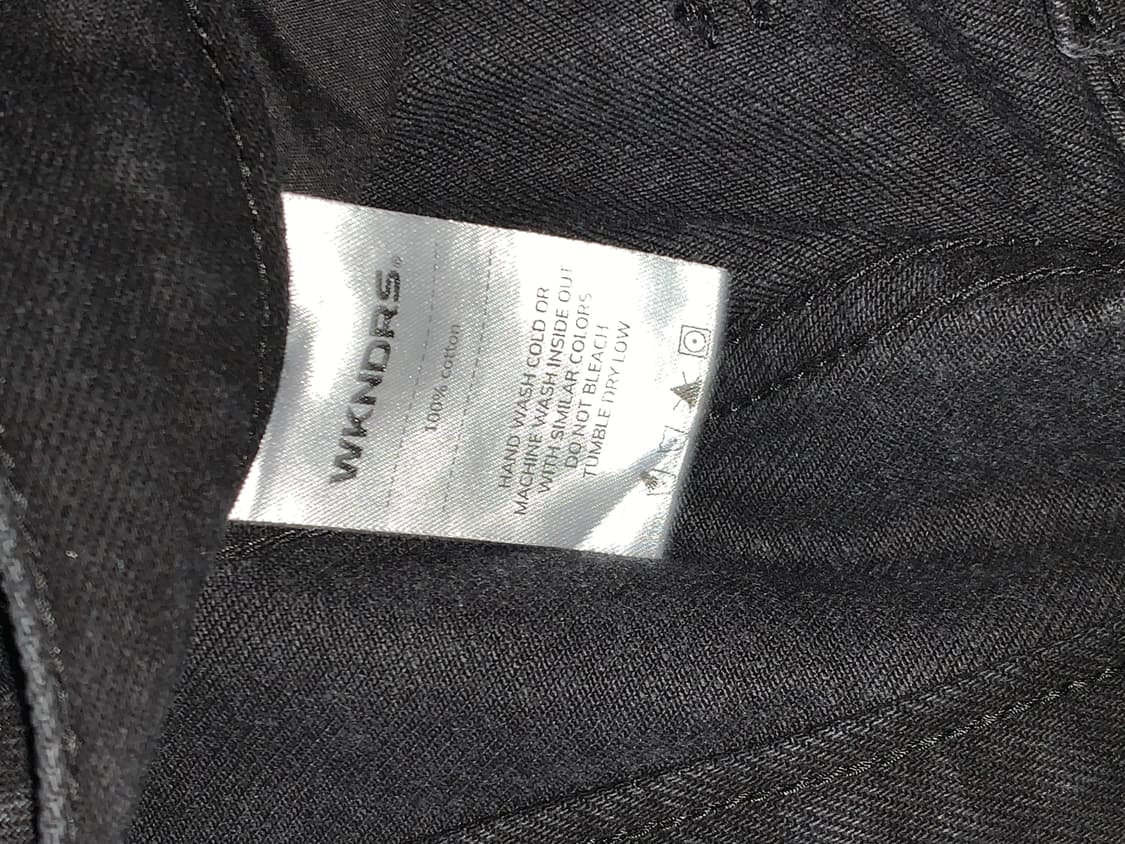 WKNDRS®
100% cotton
HAND WASH COLD OR
MACHINE WASH INSIDE OUT
WITH SIMILAR COLORS
DO NOT BLEACH
TUMBLE DRY LOW